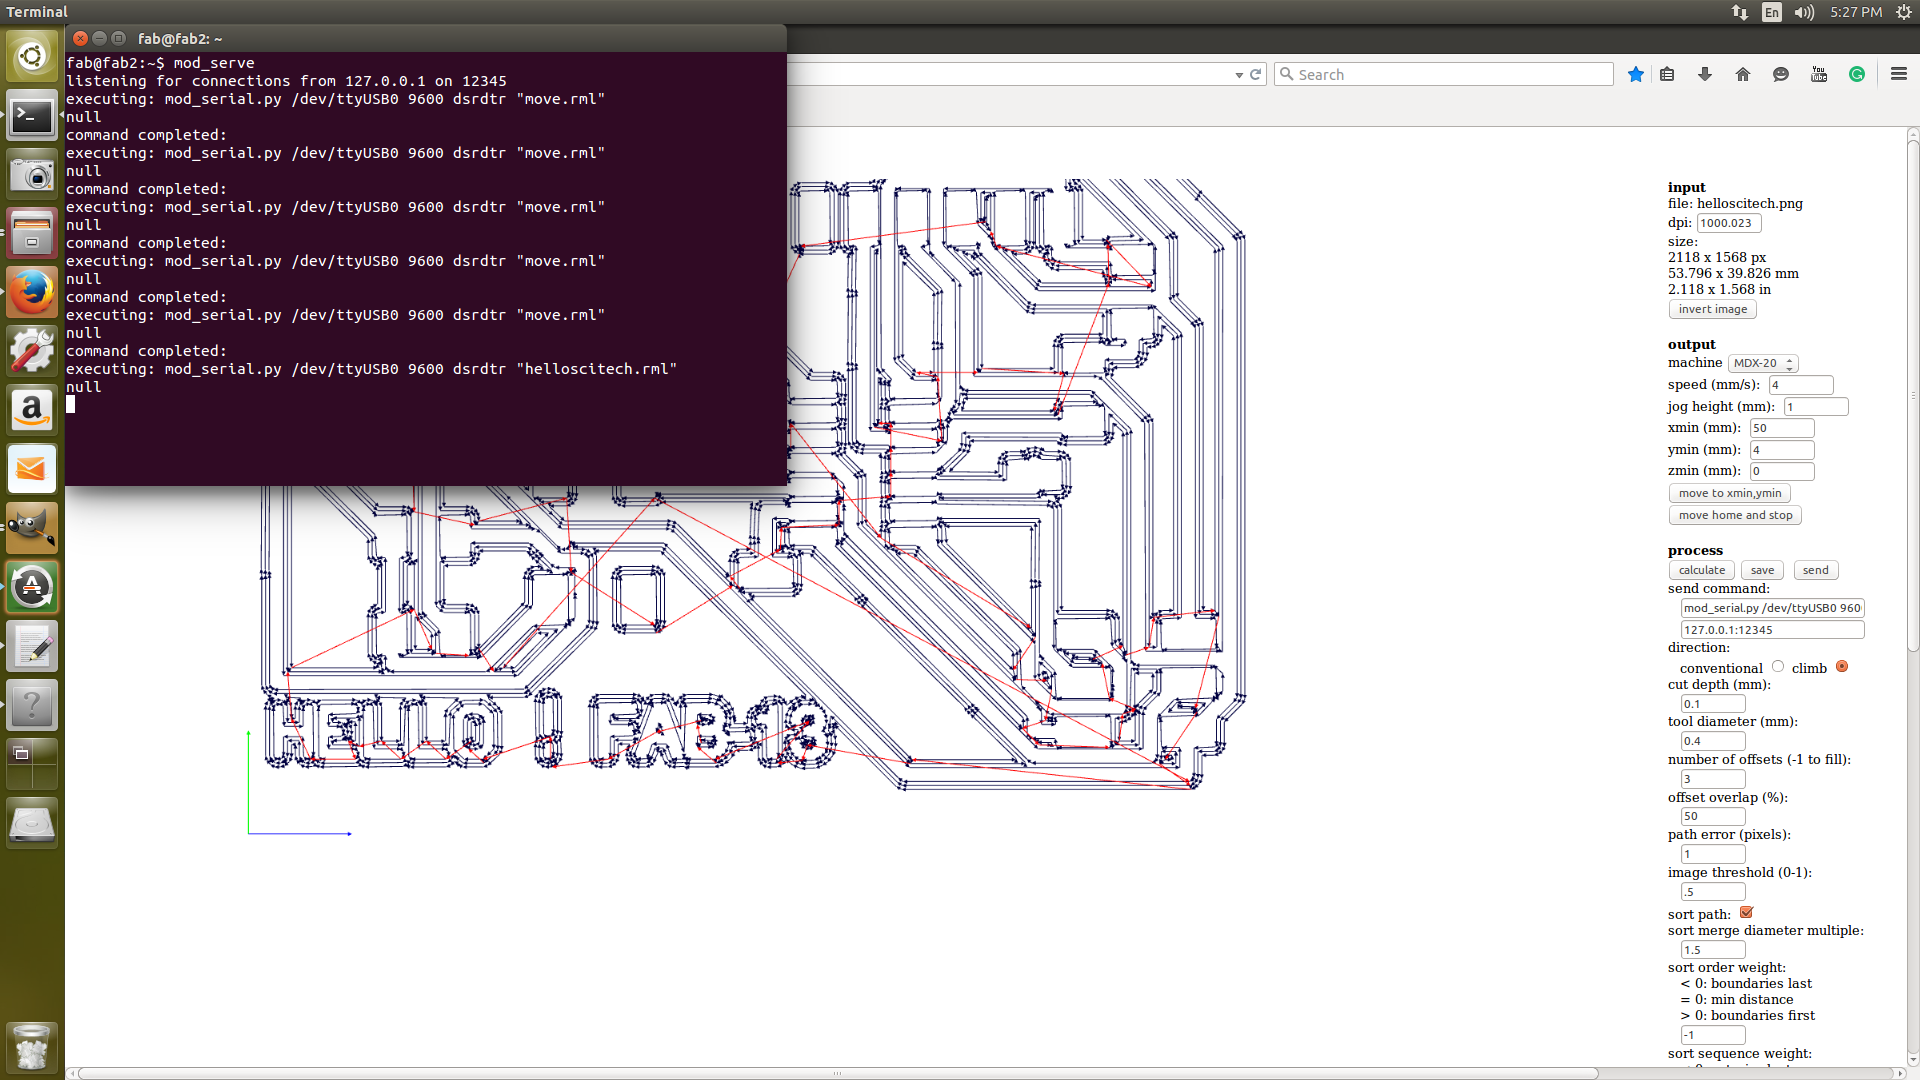 Terminal
En
5:27 PM
fab@fab2: ~
fab@fab2:~$ mod_serve
listening for connections from 127.0.0.1 on 12345
executing: mod_serial.py /dev/ttyUSB0 9600 dsrdtr "move.rml"
null
command completed:
executing: mod_serial.py /dev/ttyUSB0 9600 dsrdtr "move.rml"
null
command completed:
executing: mod_serial.py /dev/ttyUSB0 9600 dsrdtr "move.rml"
null
command completed:
executing: mod_serial.py /dev/ttyUSB0 9600 dsrdtr "move.rml"
null
command completed:
executing: mod_serial.py /dev/ttyUSB0 9600 dsrdtr "move.rml"
null
command completed:
executing: mod_serial.py /dev/ttyUSB0 9600 dsrdtr "helloscitech.rml"
null
Search
You Tube
input
file: helloscitech.png
dpi: 1000.023
size:
2118 x 1568 px
53.796 x 39.826 mm
2.118 x 1.568 in
invert image
output
machine MDX-20
speed (mm/s): 4
jog height (mm): 1
xmin (mm): 50
ymin (mm): 4
zmin (mm): 0
move to xmin,ymin
move home and stop
process
calculate save send
send command:
mod_serial.py /dev/ttyUSB0 960
127.0.0.1:12345
direction:
conventional climb
cut depth (mm):
0.1
tool diameter (mm):
0.4
number of offsets (-1 to fill):
3
offset overlap (%):
50
path error (pixels):
1
image threshold (0-1):
.5
sort path:
sort merge diameter multiple:
1.5
sort order weight:
< 0: boundaries last
= 0: min distance
> 0: boundaries first
-1
sort sequence weight: